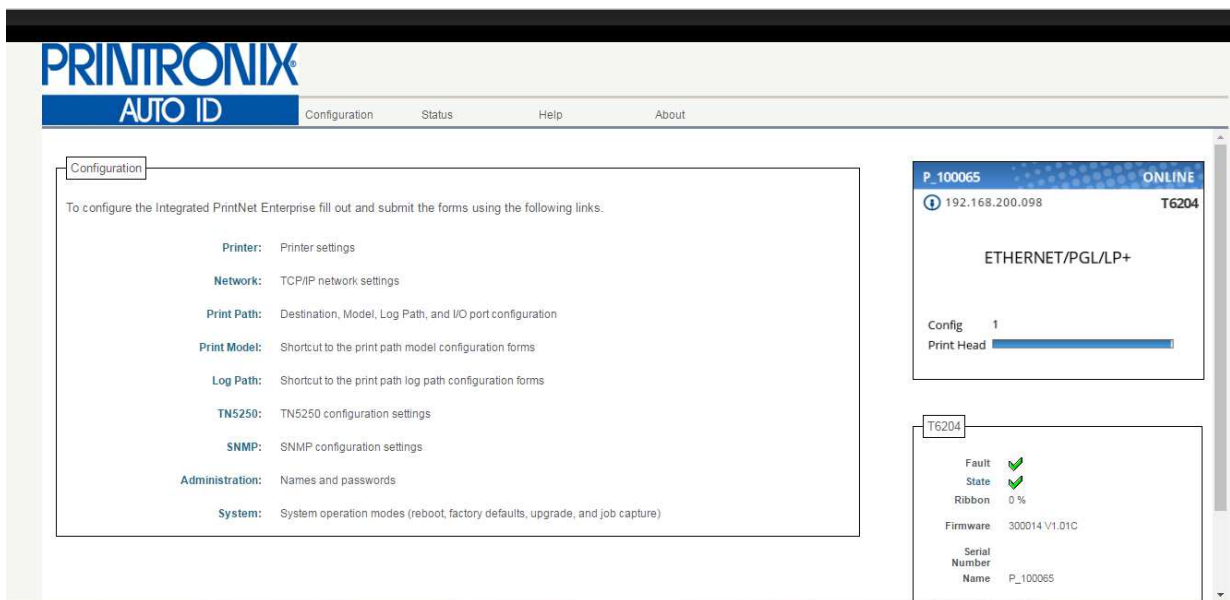 PRINTRONIX®
AUTO ID
Configuration Status Help About
Configuration
To configure the Integrated PrintNet Enterprise fill out and submit the forms using the following links.
Printer: Printer settings
Network: TCP/IP network settings
Print Path: Destination, Model, Log Path, and I/O port configuration
Print Model: Shortcut to the print path model configuration forms
Log Path: Shortcut to the print path log path configuration forms
TN5250: TN5250 configuration settings
SNMP: SNMP configuration settings
Administration: Names and passwords
System: System operation modes (reboot, factory defaults, upgrade, and job capture)
P_100065 ONLINE
192.168.200.098 T6204
ETHERNET/PGL/LP+
Config 1
Print Head
T6204
Fault
State
Ribbon 0 %
Firmware 300014 V1.01C
Serial
Number
Name P_100065